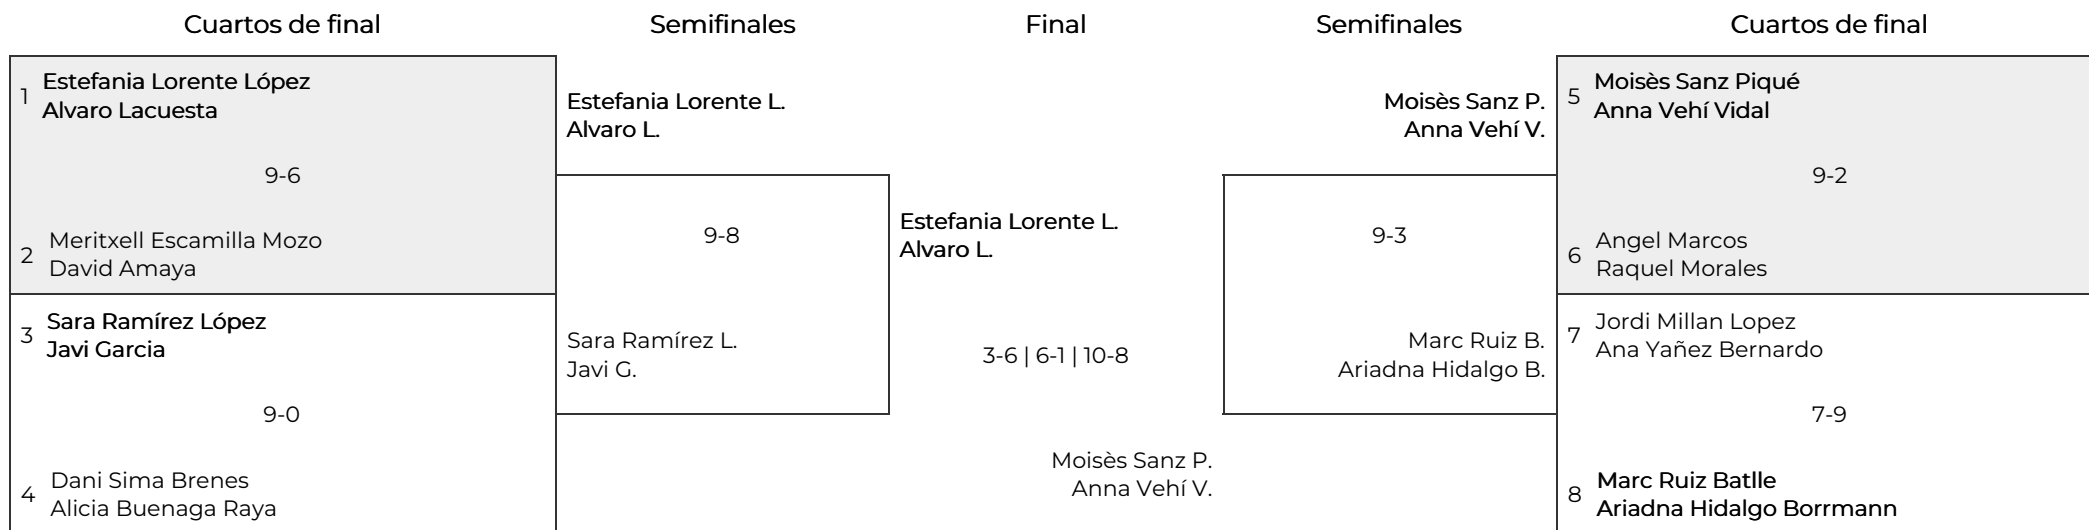 Cuartos de final
Semifinales
Final
Semifinales
Cuartos de final
1
Estefania Lorente López
Alvaro Lacuesta
9-6
2
Meritxell Escamilla Mozo
David Amaya
3
Sara Ramírez López
Javi Garcia
9-0
4
Dani Sima Brenes
Alicia Buenaga Raya
Estefania Lorente L.
Alvaro L.
9-8
Sara Ramírez L.
Javi G.
Estefania Lorente L.
Alvaro L.
3-6 | 6-1 | 10-8
Moisès Sanz P.
Anna Vehí V.
Moisès Sanz P.
Anna Vehí V.
9-3
Marc Ruiz B.
Ariadna Hidalgo B.
5
Moisès Sanz Piqué
Anna Vehí Vidal
9-2
6
Angel Marcos
Raquel Morales
7
Jordi Millan Lopez
Ana Yañez Bernardo
7-9
8
Marc Ruiz Batlle
Ariadna Hidalgo Borrmann